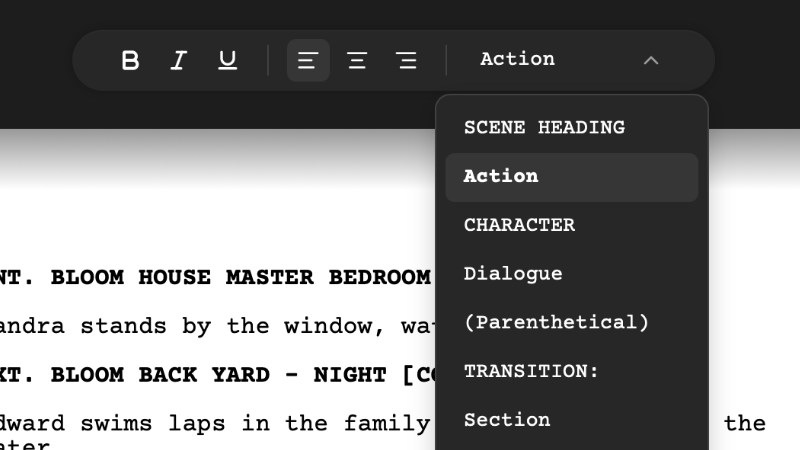 B I U Action
SCENE HEADING
Action
CHARACTER
Dialogue
(Parenthetical)
TRANSITION:
Section
NT. BLOOM HOUSE MASTER BEDROOM
andra stands by the window, wat
XT. BLOOM BACK YARD - NIGHT [CO
dward swims laps in the family the
ater